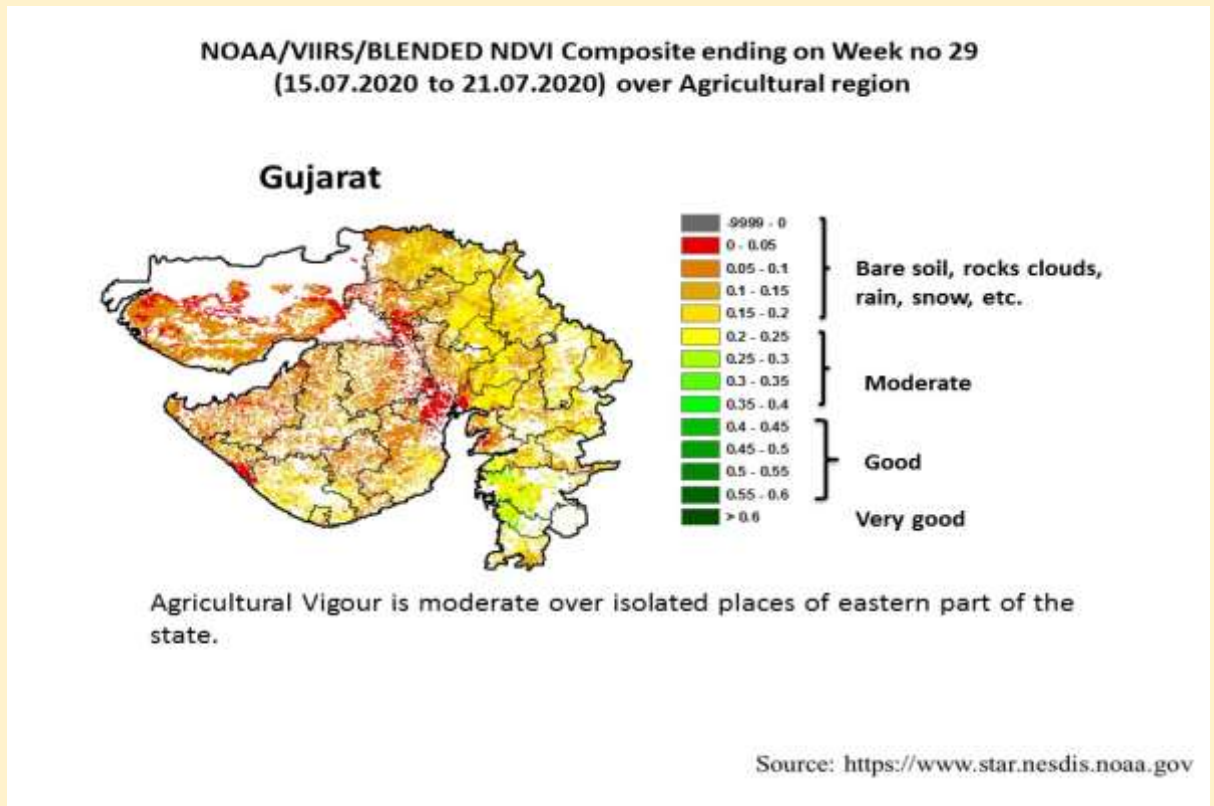 NOAA/VIIRS/BLENDED NDVI Composite ending on Week no 29
(15.07.2020 to 21.07.2020) over Agricultural region
Gujarat
-9999 - 0
0 - 0.05
0.05 - 0.1
0.1 - 0.15
0.15 - 0.2
0.2 - 0.25
0.25 - 0.3
0.3 - 0.35
0.35 - 0.4
0.4 - 0.45
0.45 - 0.5
0.5 - 0.55
0.55 - 0.6
> 0.6
Bare soil, rocks clouds,
rain, snow, etc.
Moderate
Good
Very good
Agricultural Vigour is moderate over isolated places of eastern part of the
state.
Source: https://www.star.nesdis.noaa.gov